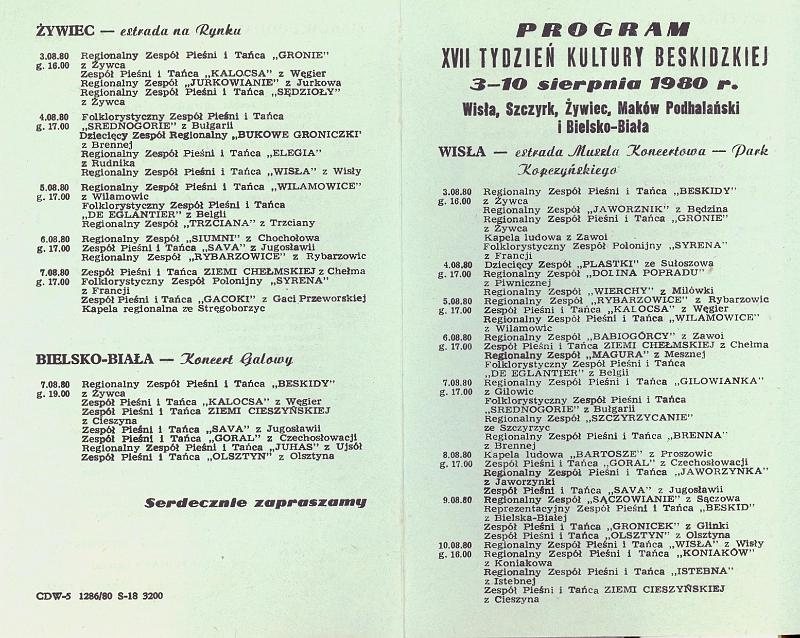 ŻYWIEC — estrada na Rynku
3.08.80 Regionalny Zespół Pieśni i Tańca „GRONIE”
g. 16.00 z Żywca
Zespół Pieśni i Tańca „KALOCSA” z Węgier
Regionalny Zespół „JURKOWIANIE” z Jurkowa
Regionalny Zespół Pieśni i Tańca „SĘDZIOŁY”
z Żywca
4.08.80 Folklorystyczny Zespół Pieśni i Tańca
g. 17.00 „SREDNOGORIE” z Bułgarii
Dziecięcy Zespół Regionalny „BUKOWE GRONICZKI”
z Brennej
Regionalny Zespół Pieśni i Tańca „ELEGIA”
z Rudnika
Regionalny Zespół Pieśni i Tańca „WISŁA” z Wisły
5.08.80 Regionalny Zespół Pieśni i Tańca „WILAMOWICE”
g. 17.00 z Wilamowic
Folklorystyczny Zespół Pieśni i Tańca
„DE EGLANTIER” z Belgii
Regionalny Zespół „TRZCIANA” z Trzciany
6.08.80 Regionalny Zespół „SIUMNI” z Chochołowa
g. 17.00 Zespół Pieśni i Tańca „SAVA” z Jugosławii
Regionalny Zespół „RYBARZOWICE” z Rybarzowic
7.08.80 Zespół Pieśni i Tańca ZIEMI CHEŁMSKIEJ z Chełma
g. 17.00 Folklorystyczny Zespół Polonijny „SYRENA”
z Francji
Zespół Pieśni i Tańca „GACOKI” z Gaci Przeworskiej
Kapela regionalna ze Stręgoborzyc
BIELSKO-BIAŁA — Koncert Galowy
7.08.80 Regionalny Zespół Pieśni i Tańca „BESKIDY”
g. 19.00 z Żywca
Zespół Pieśni i Tańca „KALOCSA” z Węgier
Zespół Pieśni i Tańca ZIEMI CIESZYŃSKIEJ
z Cieszyna
Zespół Pieśni i Tańca „SAVA” z Jugosławii
Zespół Pieśni i Tańca „GORAL” z Czechosłowacji
Regionalny Zespół Pieśni i Tańca „JUHAS” z Ujsół
Zespół Pieśni i Tańca „OLSZTYN” z Olsztyna
Serdecznie zapraszamy
CDW-5 1286/80 S-18 3200
PROGRAM
XVII TYDZIEŃ KULTURY BESKIDZKIEJ
3—10 sierpnia 1980 r.
Wisła, Szczyrk, Żywiec, Maków Podhalański
i Bielsko-Biała
WISŁA — estrada Muszla Koncertowa — Park
Kopczyńskiego
3.08.80 Regionalny Zespół Pieśni i Tańca „BESKIDY”
g. 16.00 z Żywca
Regionalny Zespół „JAWORZNIK” z Będzina
Regionalny Zespół Pieśni i Tańca „GRONIE”
z Żywca
Kapela ludowa z Zawoi
Folklorystyczny Zespół Polonijny „SYRENA”
z Francji
4.08.80 Dziecięcy Zespół „PLASTKI” ze Sułoszowa
g. 17.00 Regionalny Zespół „DOLINA POPRADU”
z Piwnicznej
Regionalny Zespół „WIERCHY” z Milówki
5.08.80 Regionalny Zespół „RYBARZOWICE” z Rybarzowic
g. 17.00 Zespół Pieśni i Tańca „KALOCSA” z Węgier
Regionalny Zespół Pieśni i Tańca „WILAMOWICE”
z Wilamowic
6.08.80 Regionalny Zespół „BABIOGÓRCY” z Zawoi
g. 17.00 Zespół Pieśni i Tańca ZIEMI CHEŁMSKIEJ z Chełma
Regionalny Zespół „MAGURA” z Mesznej
Folklorystyczny Zespół Pieśni i Tańca
„DE EGLANTIER” z Belgii
7.08.80 Regionalny Zespół Pieśni i Tańca „GILOWIANKA”
g. 17.00 z Gilowic
Folklorystyczny Zespół Pieśni i Tańca
„SREDNOGORIE” z Bułgarii
Regionalny Zespół „SZCZYRZYCANIE”
ze Szczyrzyc
Regionalny Zespół Pieśni i Tańca „BRENNA”
z Brennej
8.08.80 Kapela ludowa „BARTOSZE” z Proszowic
g. 17.00 Zespół Pieśni i Tańca „GORAL” z Czechosłowacji
Regionalny Zespół Pieśni i Tańca „JAWORZYNKA”
z Jaworzynki
Zespół Pieśni i Tańca „SAVA” z Jugosławii
9.08.80 Regionalny Zespół „SĄCZOWIANIE” z Sączowa
Reprezentacyjny Zespół Pieśni i Tańca „BESKID”
z Bielska-Białej
Zespół Pieśni i Tańca „GRONICEK” z Glinki
Zespół Pieśni i Tańca „OLSZTYN” z Olsztyna
10.08.80 Regionalny Zespół Pieśni i Tańca „WISŁA” z Wisły
g. 16.00 Regionalny Zespół Pieśni i Tańca „KONIAKÓW”
z Koniakowa
Regionalny Zespół Pieśni i Tańca „ISTEBNA”
z Istebnej
Zespół Pieśni i Tańca ZIEMI CIESZYŃSKIEJ
z Cieszyna